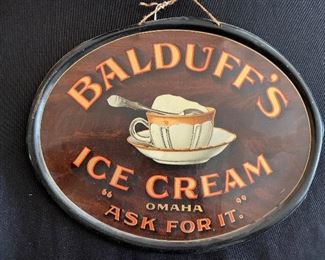 BALDUFF'S
ICE CREAM
OMAHA
"ASK FOR IT."